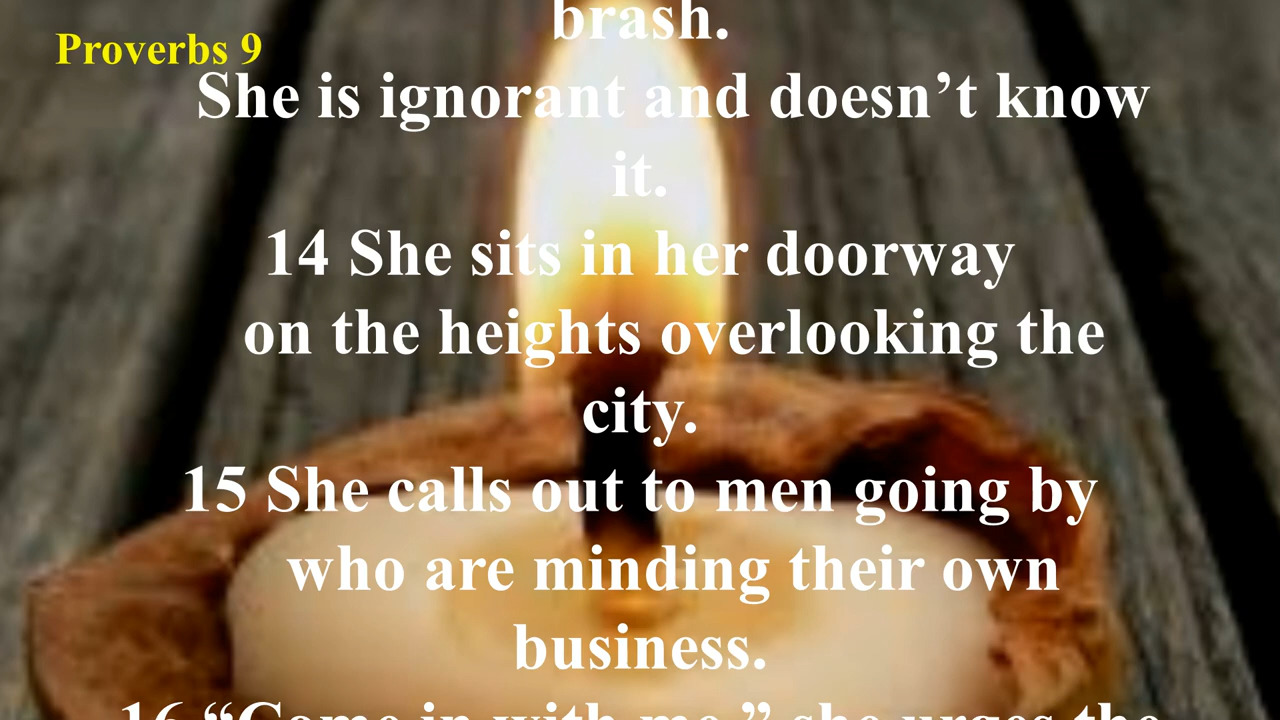 brash.
Proverbs 9
She is ignorant and doesn’t know
it.
14 She sits in her doorway
on the heights overlooking the
city.
15 She calls out to men going by
who are minding their own
business.
16 “Come in with me,” she urges the